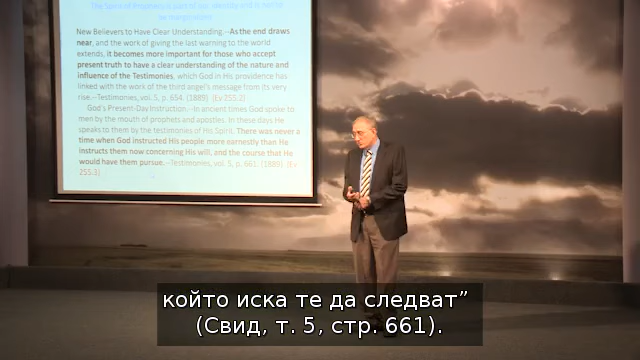 The Spirit of Prophecy is part of our identity and is not to
be marginalized
New Believers to Have Clear Understanding.--As the end draws
near, and the work of giving the last warning to the world
extends, it becomes more important for those who accept
present truth to have a clear understanding of the nature and
influence of the Testimonies, which God in His providence has
linked with the work of the third angel's message from its very
rise.--Testimonies, vol. 5, p. 654. (1889) {Ev 255.2}
God's Present-Day Instruction.--In ancient times God spoke to
men by the mouth of prophets and apostles. In these days He
speaks to them by the testimonies of His Spirit. There was never a
time when God instructed His people more earnestly than He
instructs them now concerning His will, and the course that He
would have them pursue.--Testimonies, vol. 5, p. 661. (1889) {Ev
255.3}
който иска те да следват”
(Свид, т. 5, стр. 661).